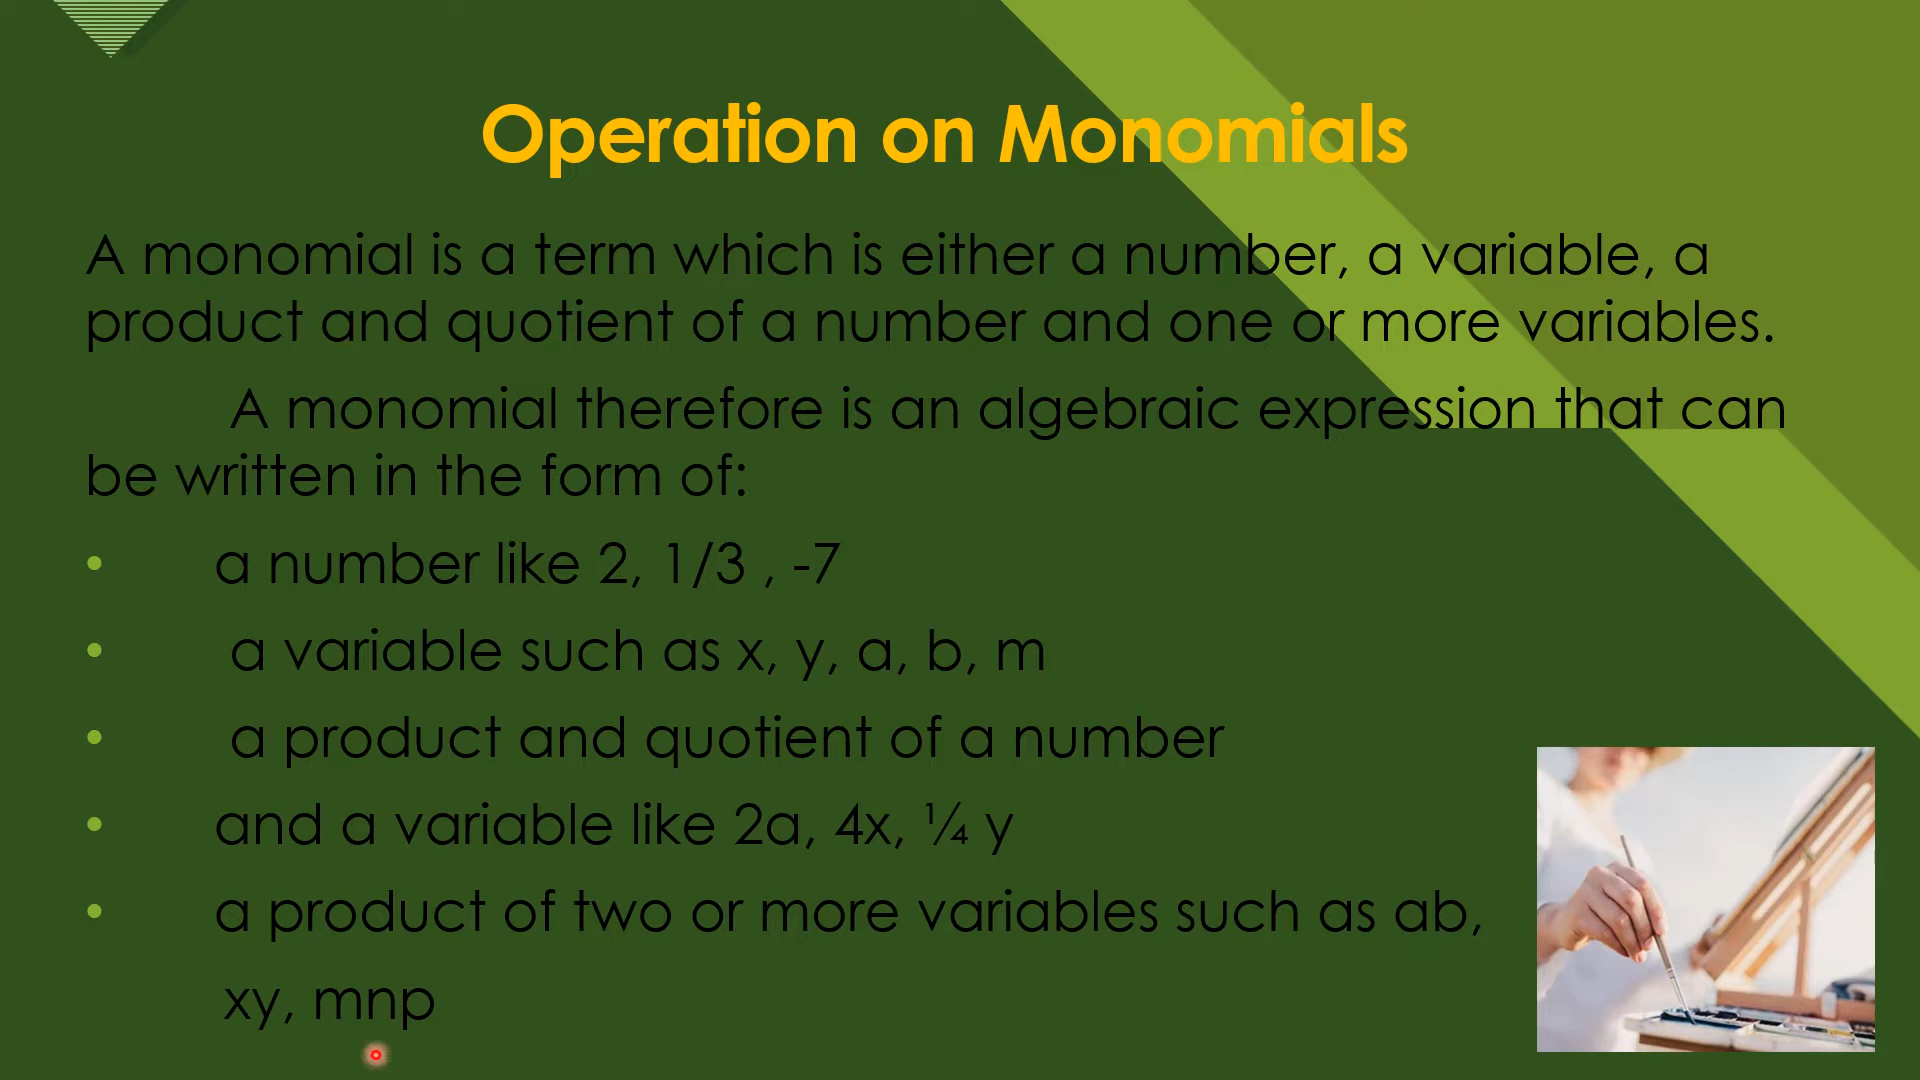 Operation on Monomials
A monomial is a term which is either a number, a variable, a
product and quotient of a number and one or more variables.
A monomial therefore is an algebraic expression that can
be written in the form of:
• a number like 2, 1/3 , -7
• a variable such as x, y, a, b, m
• a product and quotient of a number
• and a variable like 2a, 4x, ¼ y
• a product of two or more variables such as ab,
xy, mnp